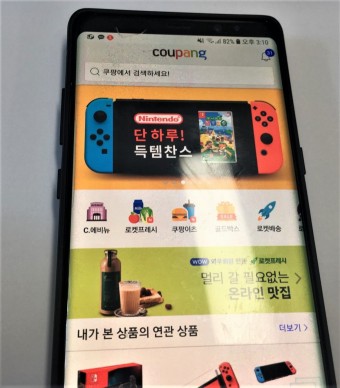 82% 오후 3:10
coupang
쿠팡에서 검색하세요!
Nintendo
단 하루!
득템찬스
C.에비뉴 로켓프레시 쿠팡이츠 골드박스 로켓배송
WOW 로켓프레시
멀리 갈 필요없는
온라인 맛집
내가 본 상품의 연관 상품 더보기